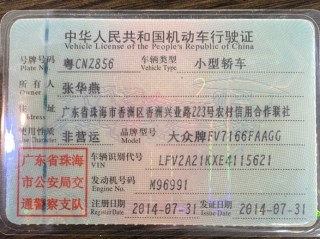 中华人民共和国机动车行驶证
Vehicle License of the People's Republic of China
号牌号码 粤CN2856 车辆类型 小型轿车
Plate No. Vehicle Type
所有人 张华燕
Owner
住址 广东省珠海市香洲区香洲兴业路223号农村信用合作联社
Address
使用性质 非营运 品牌型号 大众牌FV7166FAAGG
车辆识别代号 LFV2A21KXE4115621
VIN
发动机号码 M96991
Engine No.
注册日期 2014-07-31 发证日期 2014-07-31
Register Date Issue Date
广东省珠海
市公安局交
通警察支队